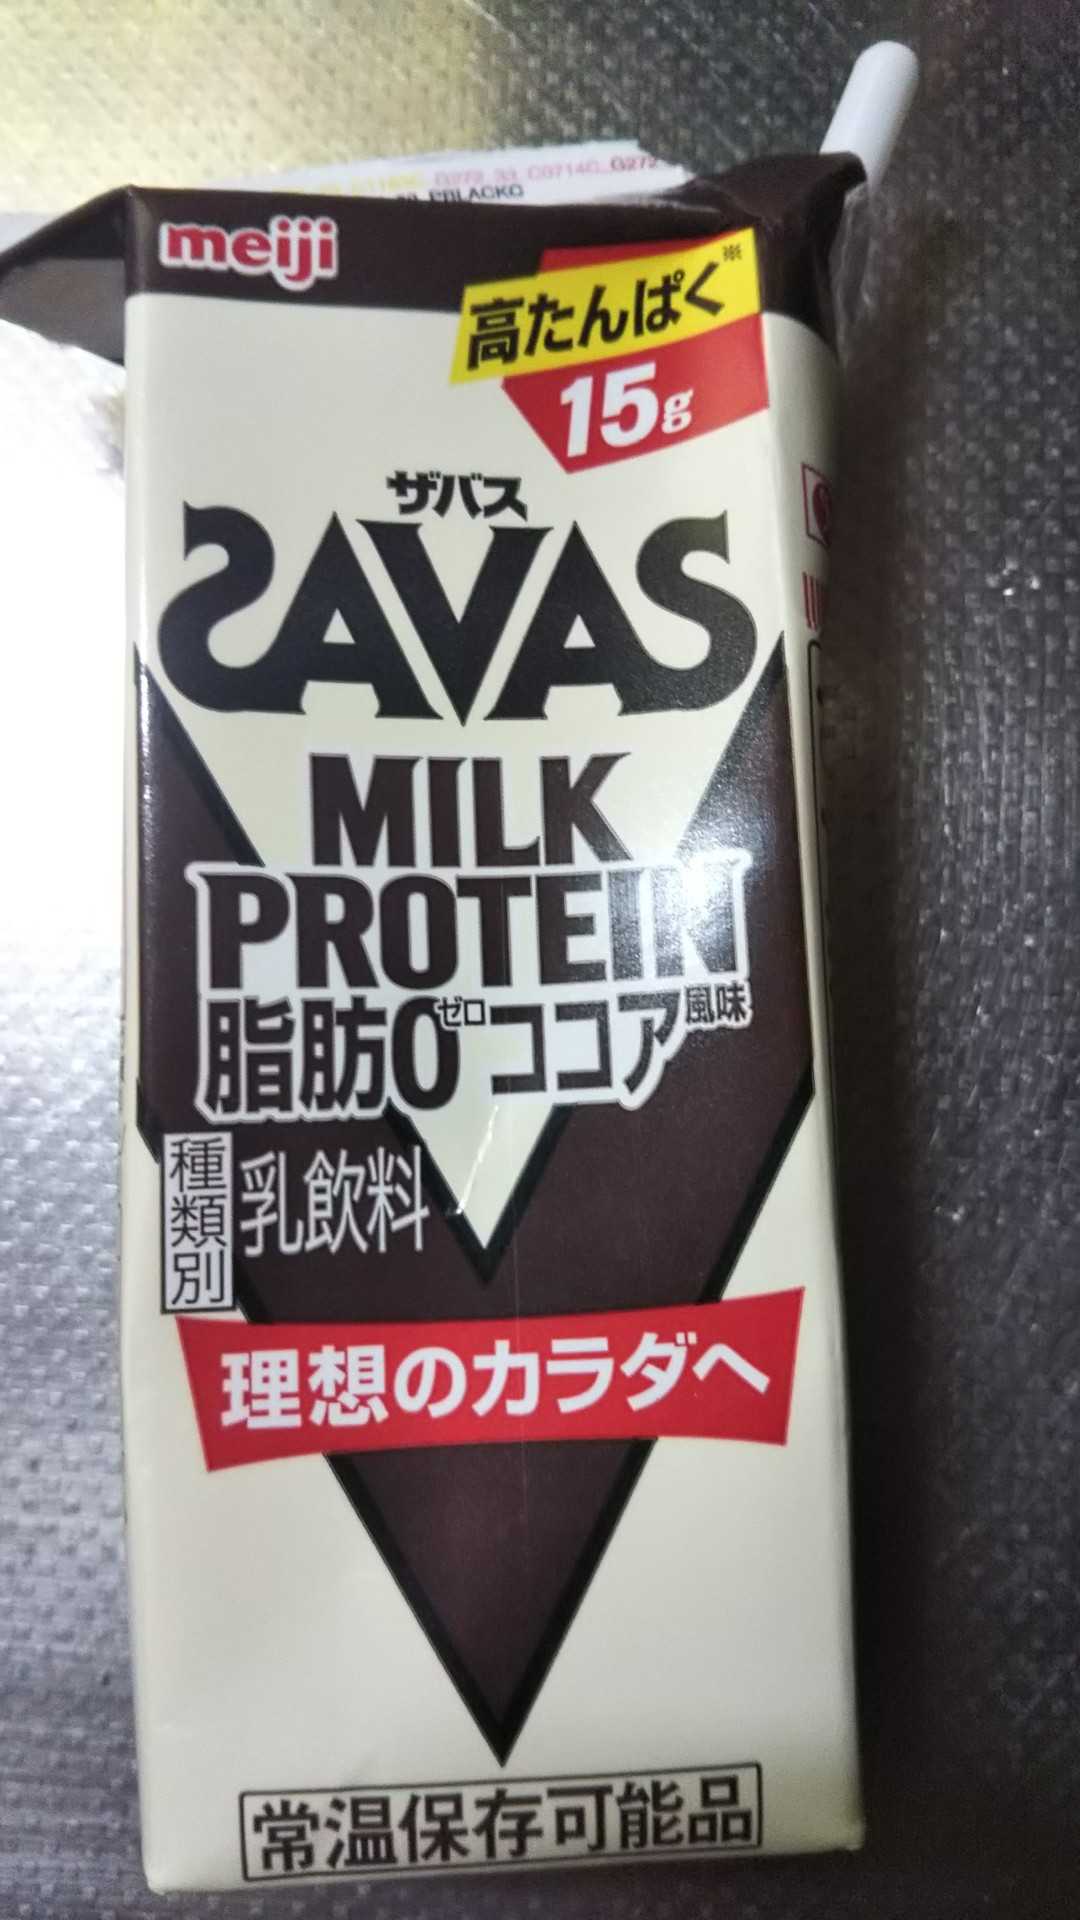 G272_33_C0714C_G272
PBLACKC
meiji
高たんぱく※
15g
ザバス
SAVAS
MILK
PROTEIN
脂肪0ゼロ ココア風味
種類別 乳飲料
理想のカラダへ
常温保存可能品